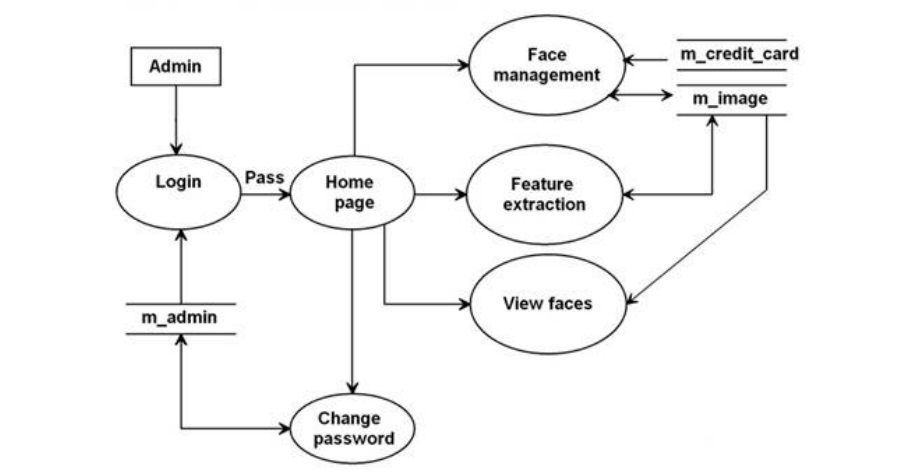 Admin
Login
Pass
Home
page
Face
management
m_credit_card
m_image
Feature
extraction
View faces
m_admin
Change
password